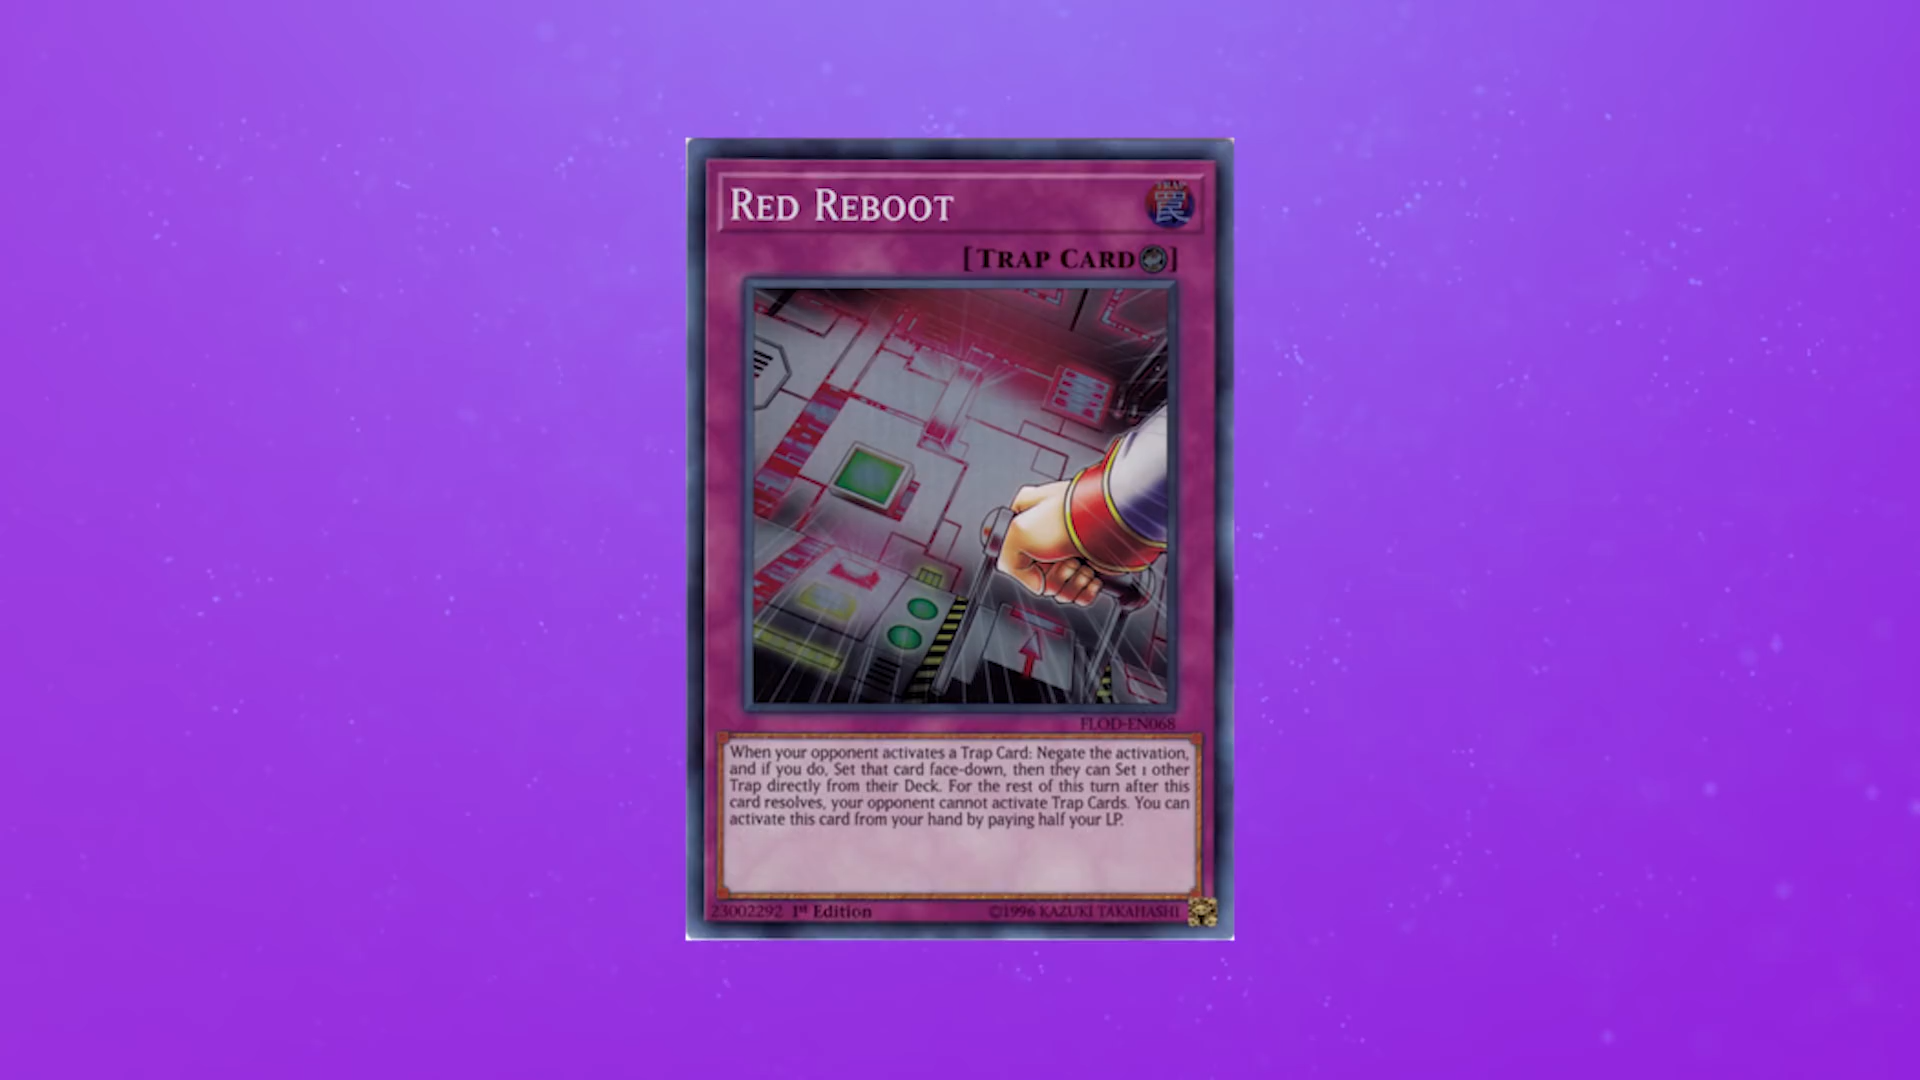 RED REBOOT
TRAP
罠
[TRAP CARD]
FLOD-EN068
When your opponent activates a Trap Card: Negate the activation,
and if you do, Set that card face-down, then they can Set 1 other
Trap directly from their Deck. For the rest of this turn after this
card resolves, your opponent cannot activate Trap Cards. You can
activate this card from your hand by paying half your LP.
23002292 1st Edition
©1996 KAZUKI TAKAHASHI